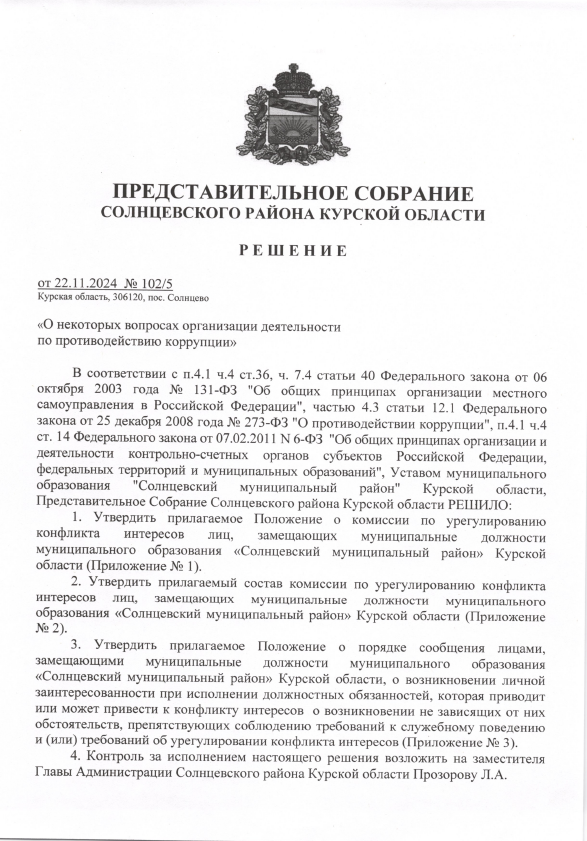 ПРЕДСТАВИТЕЛЬНОЕ СОБРАНИЕ
СОЛНЦЕВСКОГО РАЙОНА КУРСКОЙ ОБЛАСТИ
Р Е Ш Е Н И Е
от 22.11.2024 № 102/5
Курская область, 306120, пос. Солнцево
«О некоторых вопросах организации деятельности
по противодействию коррупции»
В соответствии с п.4.1 ч.4 ст.36, ч. 7.4 статьи 40 Федерального закона от 06
октября 2003 года № 131-ФЗ "Об общих принципах организации местного
самоуправления в Российской Федерации", частью 4.3 статьи 12.1 Федерального
закона от 25 декабря 2008 года № 273-ФЗ "О противодействии коррупции", п.4.1 ч.4
ст. 14 Федерального закона от 07.02.2011 N 6-ФЗ "Об общих принципах организации и
деятельности контрольно-счетных органов субъектов Российской Федерации,
федеральных территорий и муниципальных образований", Уставом муниципального
образования "Солнцевский муниципальный район" Курской области,
Представительное Собрание Солнцевского района Курской области РЕШИЛО:
1. Утвердить прилагаемое Положение о комиссии по урегулированию
конфликта интересов лиц, замещающих муниципальные должности
муниципального образования «Солнцевский муниципальный район» Курской
области (Приложение № 1).
2. Утвердить прилагаемый состав комиссии по урегулированию конфликта
интересов лиц, замещающих муниципальные должности муниципального
образования «Солнцевский муниципальный район» Курской области (Приложение
№ 2).
3. Утвердить прилагаемое Положение о порядке сообщения лицами,
замещающими муниципальные должности муниципального образования
«Солнцевский муниципальный район» Курской области, о возникновении личной
заинтересованности при исполнении должностных обязанностей, которая приводит
или может привести к конфликту интересов о возникновении не зависящих от них
обстоятельств, препятствующих соблюдению требований к служебному поведению
и (или) требований об урегулировании конфликта интересов (Приложение № 3).
4. Контроль за исполнением настоящего решения возложить на заместителя
Главы Администрации Солнцевского района Курской области Прозорову Л.А.